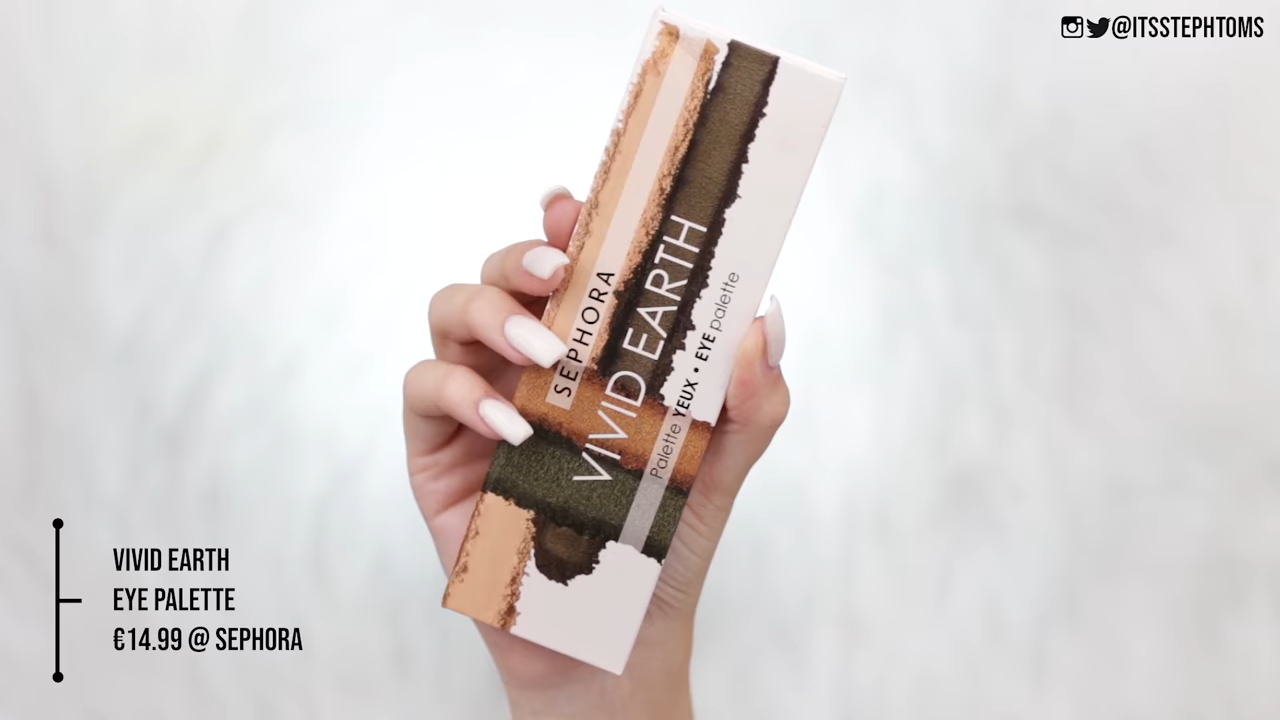 @ITSSTEPHTOMS
SEPHORA
VIVID EARTH
Palette YEUX • EYE palette
VIVID EARTH
EYE PALETTE
€14.99 @ SEPHORA